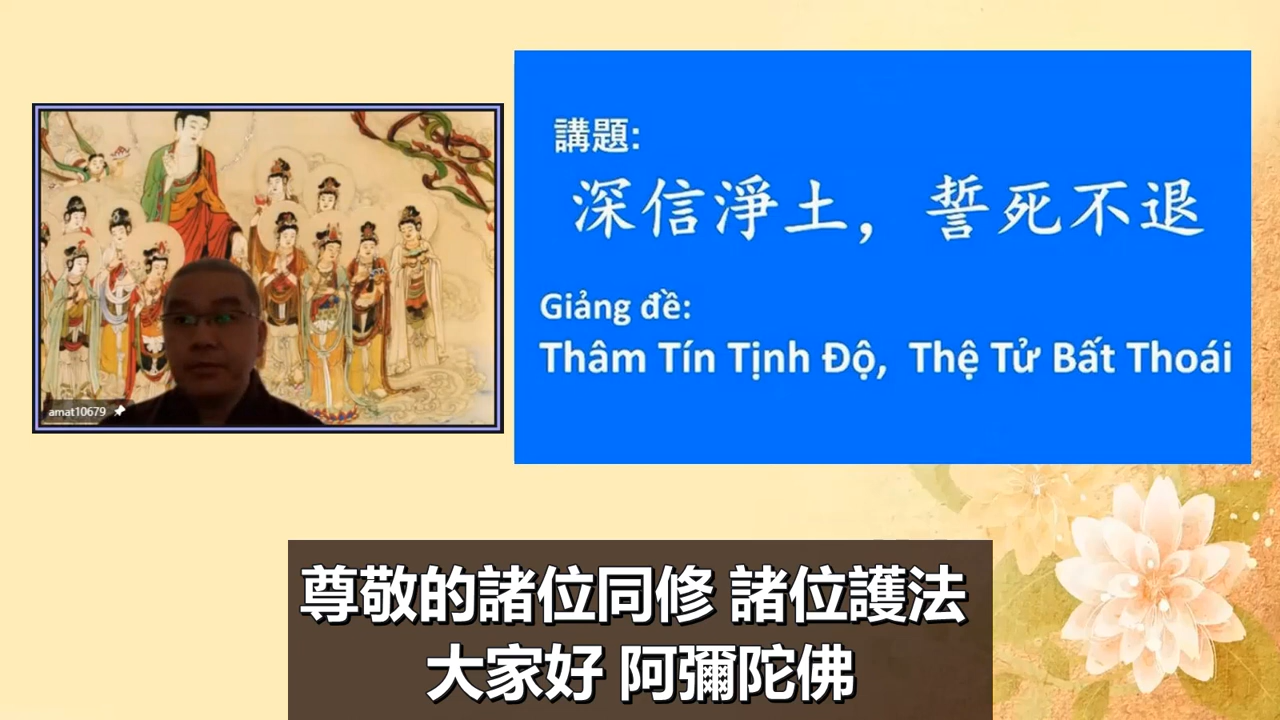 講題:
深信淨土，誓死不退
Giảng đề:
Thâm Tín Tịnh Độ, Thệ Tử Bất Thoái
amat10679
尊敬的諸位同修 諸位護法
大家好 阿彌陀佛